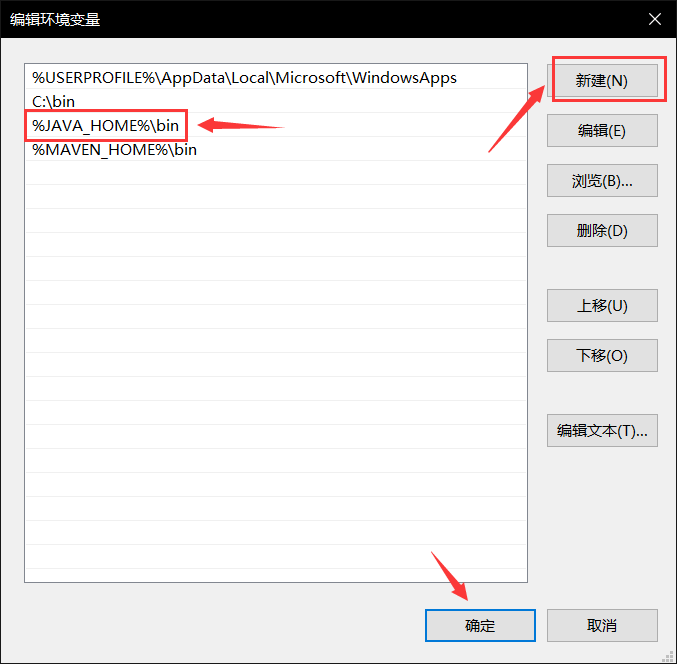 编辑环境变量
%USERPROFILE%\AppData\Local\Microsoft\WindowsApps
C:\bin
%JAVA_HOME%\bin
%MAVEN_HOME%\bin
新建(N)
编辑(E)
浏览(B)...
删除(D)
上移(U)
下移(O)
编辑文本(T)...
确定
取消